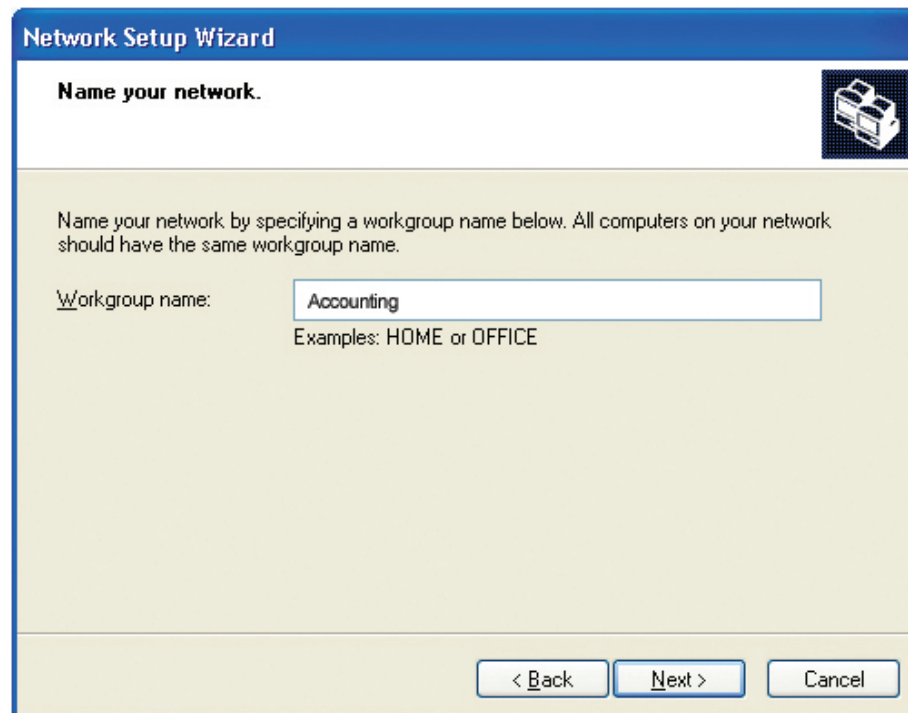 Network Setup Wizard
Name your network.
Name your network by specifying a workgroup name below. All computers on your network
should have the same workgroup name.
Workgroup name: Accounting
Examples: HOME or OFFICE
< Back Next > Cancel